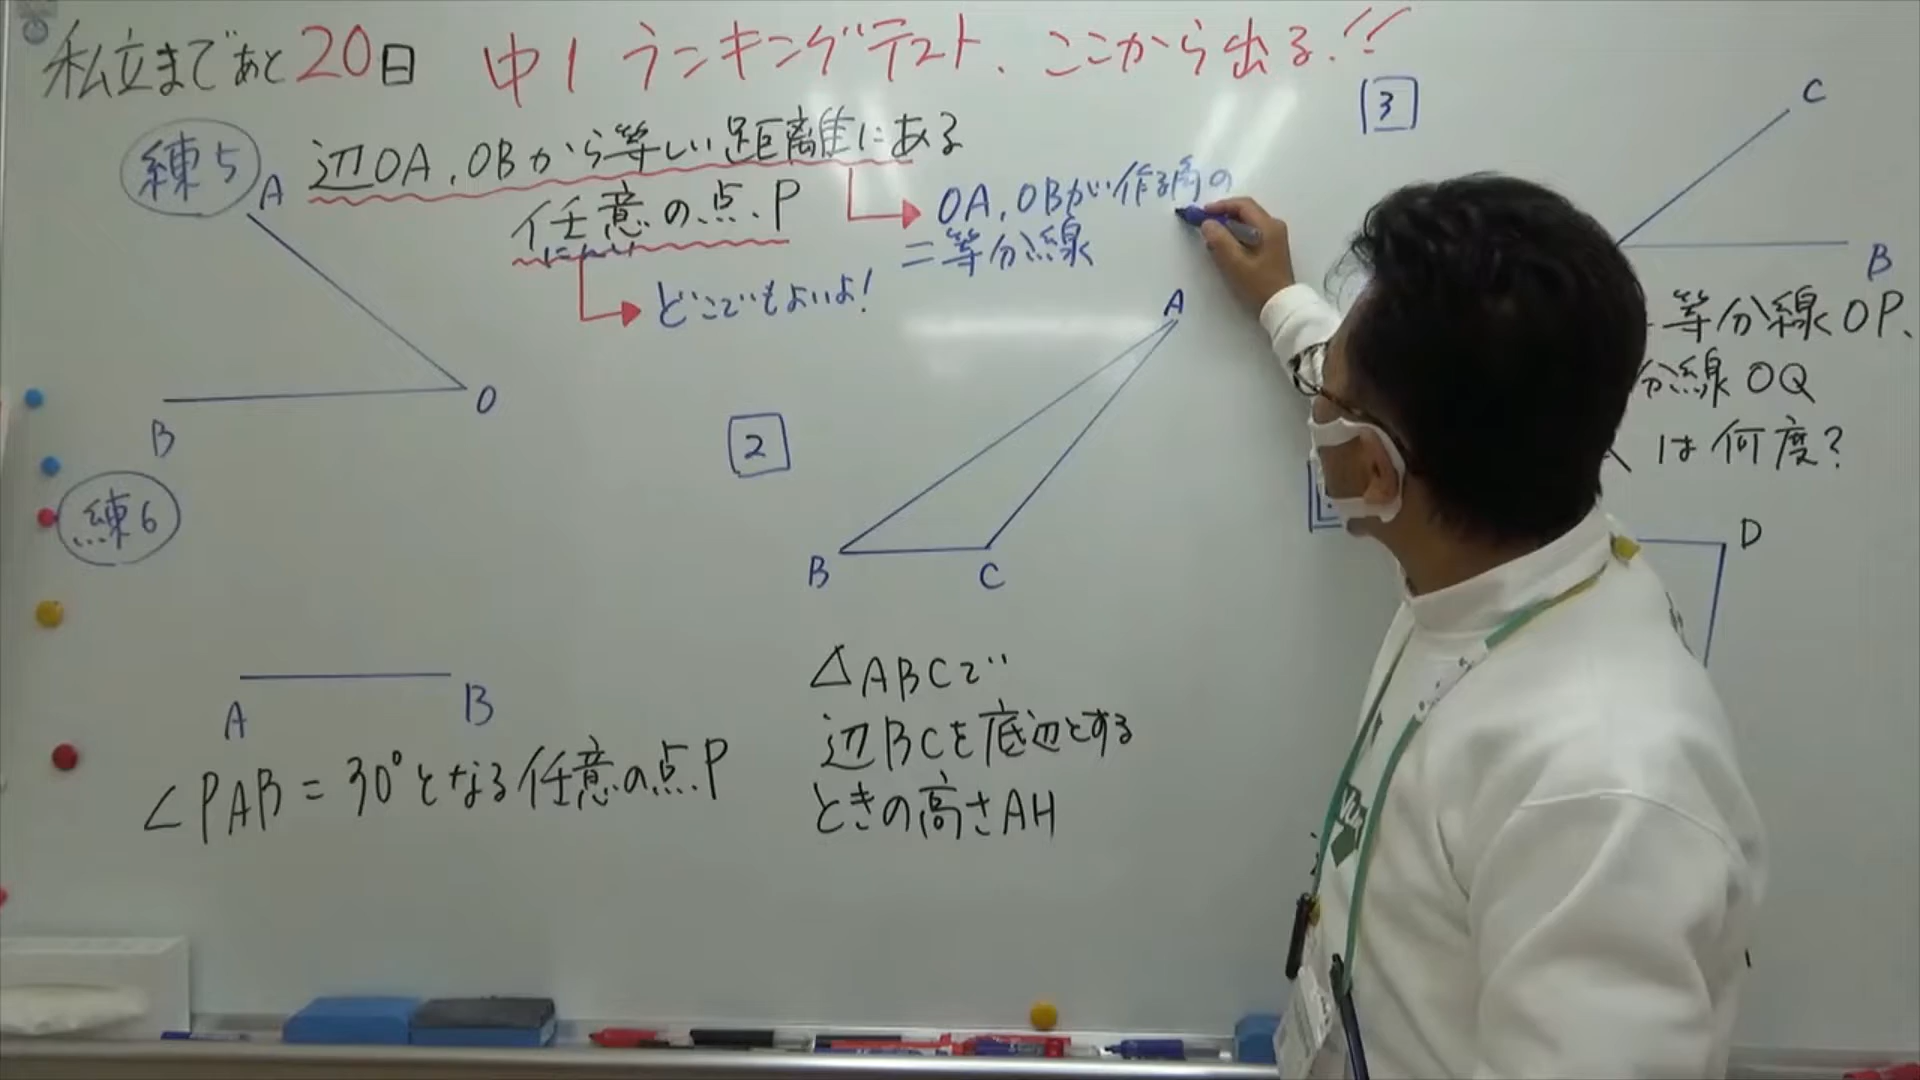 私立まであと20日 中1 ランキングテスト、ここから出る!!
練5
辺OA, OBから等しい距離にある
任意の点P
にんい
どこでもよいよ!
OA, OBが作る角の
二等分線
A
B
O
練6
A
B
∠PAB=30°となる任意の点P
2
A
B
C
△ABCで
辺BCを底辺とする
ときの高さAH
3
C
B
等分線OP、
分線OQ
は何度?
D